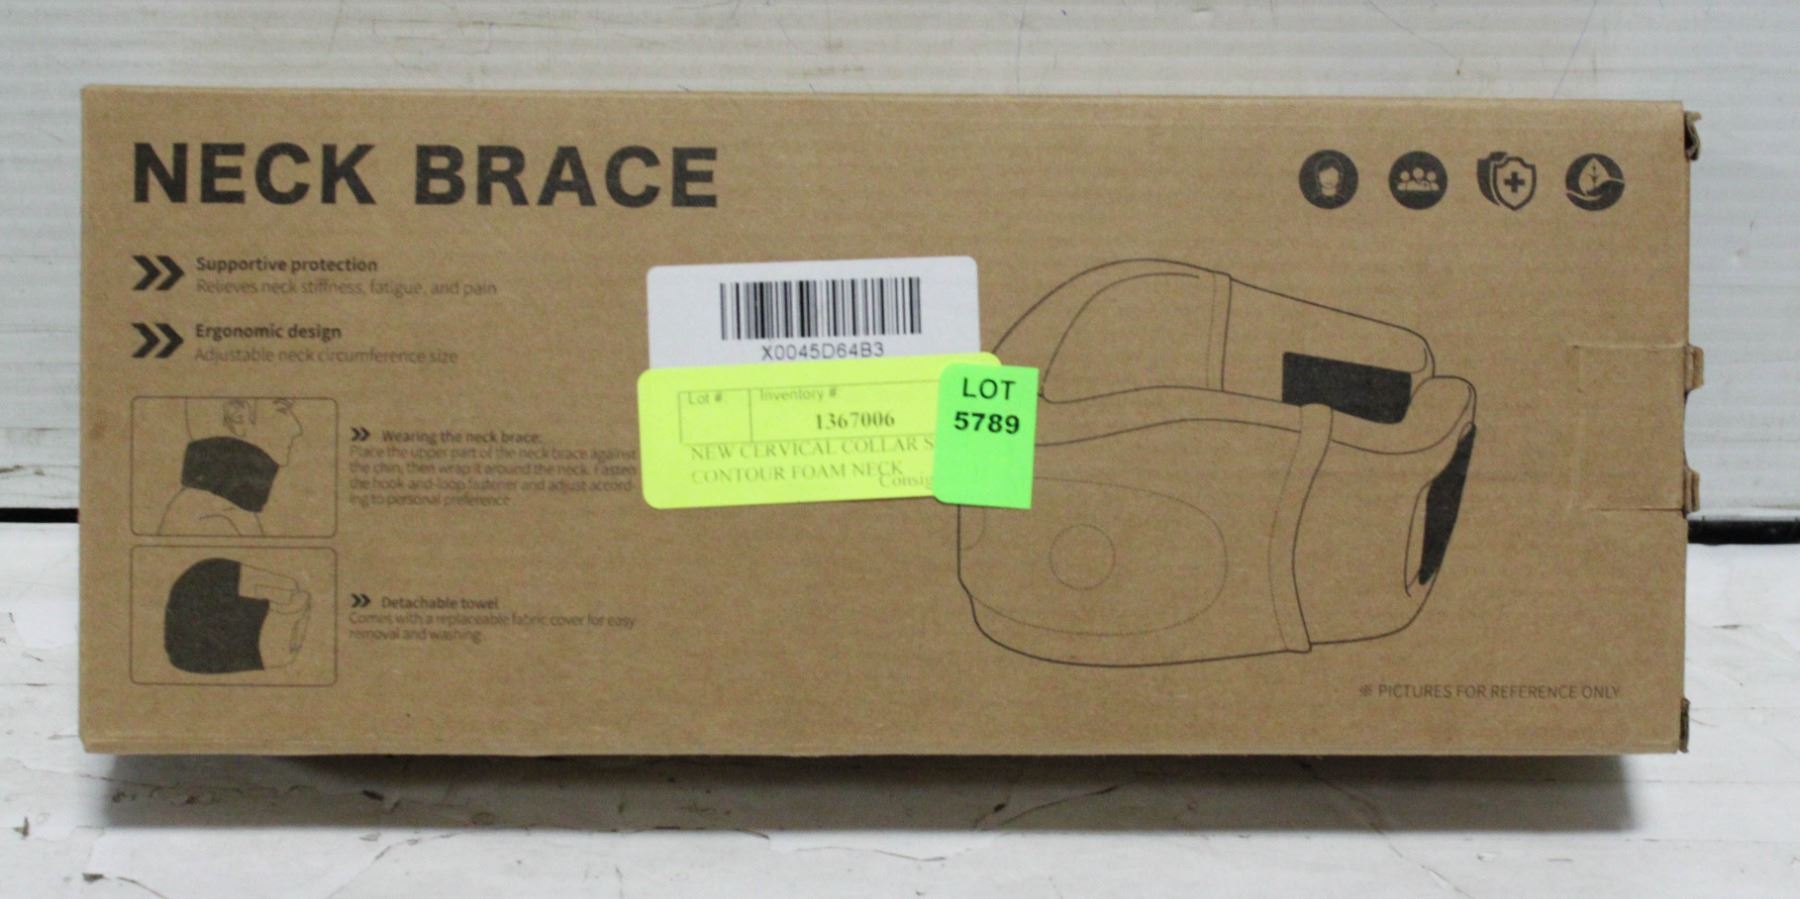 NECK BRACE
Supportive protection
Relieves neck stiffness, fatigue, and pain
Ergonomic design
Adjustable neck circumference size
Wearing the neck brace:
Place the upper part of the neck brace against
the chin, then wrap it around the neck. Fasten
the hook-and-loop fastener and adjust accord-
ing to personal preference
Detachable towel
Comes with a replaceable fabric cover for easy
removal and washing.
X0045D64B3
Lot # Inventory #
1367006
NEW CERVICAL COLLAR S
CONTOUR FOAM NECK
Consig
LOT
5789
※ PICTURES FOR REFERENCE ONLY